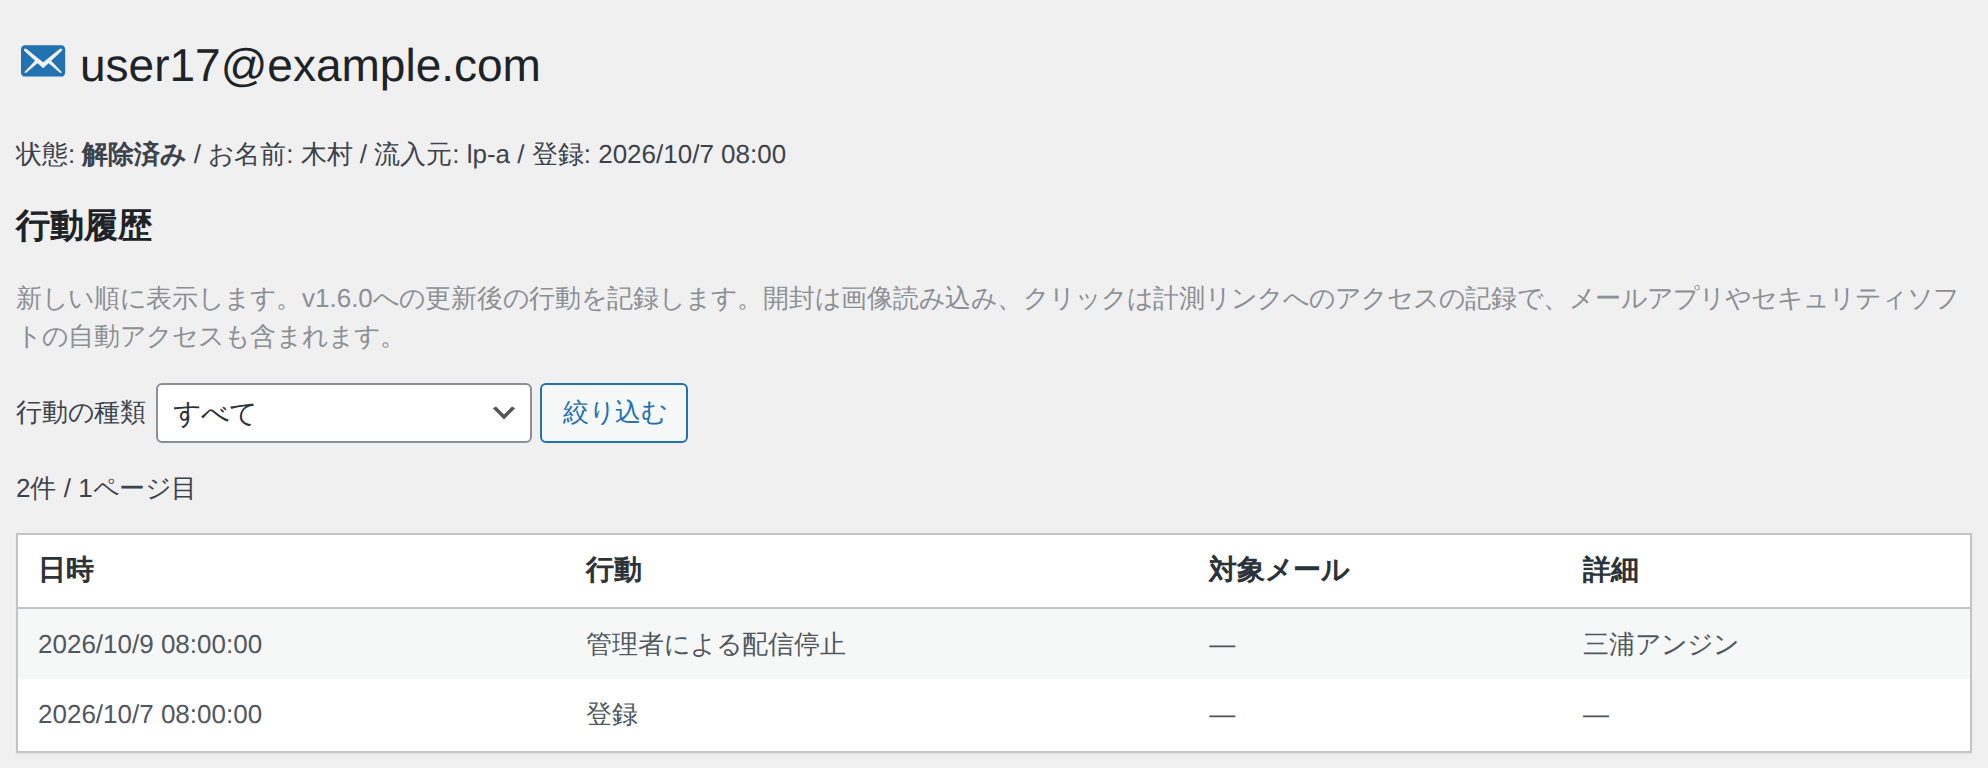 user17@example.com
状態: 解除済み / お名前: 木村 / 流入元: lp-a / 登録: 2026/10/7 08:00
行動履歴
新しい順に表示します。v1.6.0への更新後の行動を記録します。開封は画像読み込み、クリックは計測リンクへのアクセスの記録で、メールアプリやセキュリティソフ
トの自動アクセスも含まれます。
行動の種類 すべて 絞り込む
2件 / 1ページ目
日時 行動 対象メール 詳細
2026/10/9 08:00:00 管理者による配信停止 — 三浦アンジン
2026/10/7 08:00:00 登録 — —